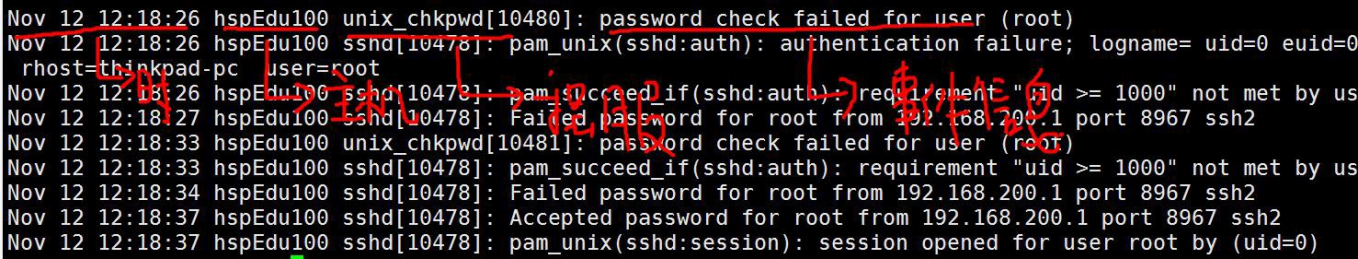 Nov 12 12:18:26 hspEdu100 unix_chkpwd[10480]: password check failed for user (root)
Nov 12 12:18:26 hspEdu100 sshd[10478]: pam_unix(sshd:auth): authentication failure; logname= uid=0 euid=0
rhost=thinkpad-pc user=root
Nov 12 12:18:26 hspEdu100 sshd[10478]: pam_succeed_if(sshd:auth): requirement "uid >= 1000" not met by us
时 主机 事件信息
Nov 12 12:18:27 hspEdu100 sshd[10478]: Failed password for root from 192.168.200.1 port 8967 ssh2
Nov 12 12:18:33 hspEdu100 unix_chkpwd[10481]: password check failed for user (root)
Nov 12 12:18:33 hspEdu100 sshd[10478]: pam_succeed_if(sshd:auth): requirement "uid >= 1000" not met by us
Nov 12 12:18:34 hspEdu100 sshd[10478]: Failed password for root from 192.168.200.1 port 8967 ssh2
Nov 12 12:18:37 hspEdu100 sshd[10478]: Accepted password for root from 192.168.200.1 port 8967 ssh2
Nov 12 12:18:37 hspEdu100 sshd[10478]: pam_unix(sshd:session): session opened for user root by (uid=0)